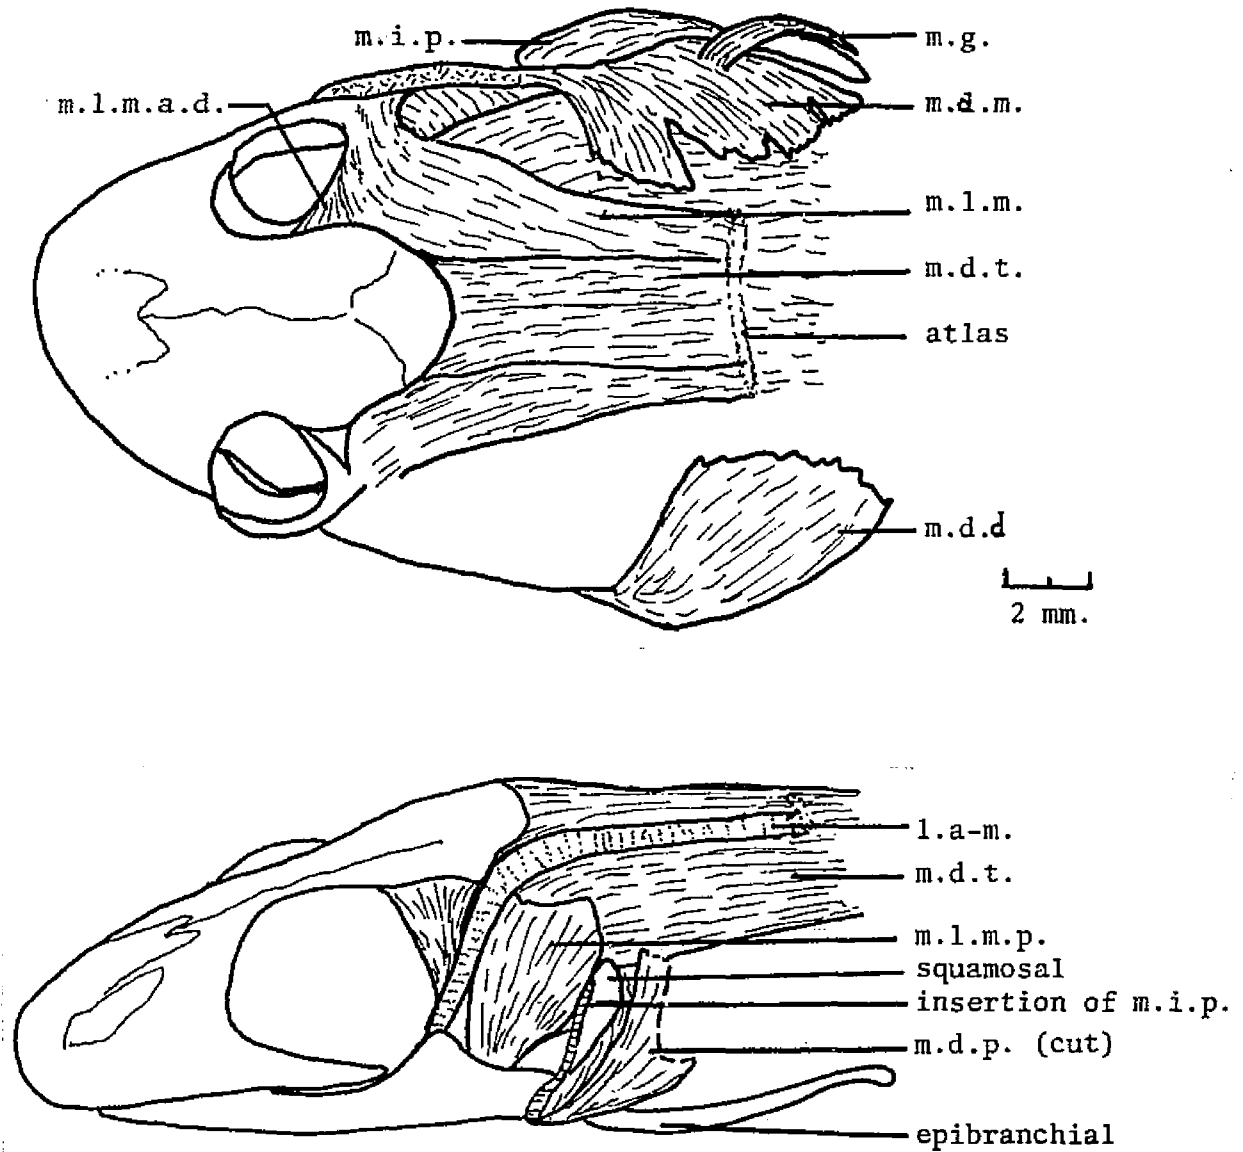 m.i.p.
m.g.
m.l.m.a.d.
m.d.m.
m.l.m.
m.d.t.
atlas
m.d.d
2 mm.
l.a-m.
m.d.t.
m.l.m.p.
squamosal
insertion of m.i.p.
m.d.p. (cut)
epibranchial